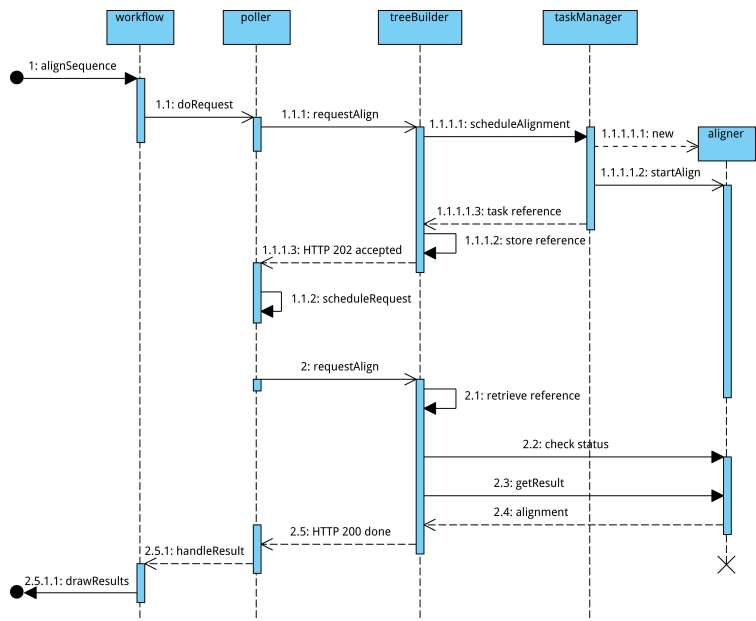 workflow
poller
treeBuilder
taskManager
1: alignSequence
1.1: doRequest
1.1.1: requestAlign
1.1.1.1: scheduleAlignment
1.1.1.1.1: new
aligner
1.1.1.1.2: startAlign
1.1.1.1.3: task reference
1.1.1.2: store reference
1.1.1.3: HTTP 202 accepted
1.1.2: scheduleRequest
2: requestAlign
2.1: retrieve reference
2.2: check status
2.3: getResult
2.4: alignment
2.5: HTTP 200 done
2.5.1: handleResult
2.5.1.1: drawResults